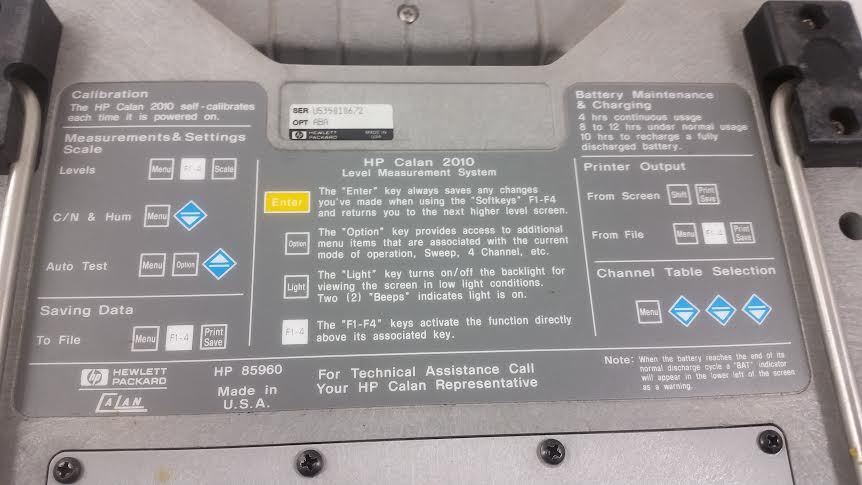 Calibration
The HP Calan 2010 self-calibrates
each time it is powered on.
Measurements & Settings
Scale
Levels Menu F1-4 Scale
C/N & Hum Menu
Auto Test Menu Option
Saving Data
To File Menu F1-4 Print Save
SER US35818672
OPT ABA
hp HEWLETT
PACKARD
MADE IN
USA
HP Calan 2010
Level Measurement System
Enter
The "Enter" key always saves any changes
you've made when using the "Softkeys" F1-F4
and returns you to the next higher level screen.
Option
The "Option" key provides access to additional
menu items that are associated with the current
mode of operation, Sweep, 4 Channel, etc.
Light
The "Light" key turns on/off the backlight for
viewing the screen in low light conditions.
Two (2) "Beeps" indicates light is on.
F1-4
The "F1-F4" keys activate the function directly
above its associated key.
Battery Maintenance
& Charging
4 hrs continuous usage
8 to 12 hrs under normal usage
10 hrs to recharge a fully
discharged battery.
Printer Output
From Screen Shift Print Save
From File Menu F1-4 Print Save
Channel Table Selection
Menu
hp HEWLETT
PACKARD
CALAN
HP 85960
Made in
U.S.A.
For Technical Assistance Call
Your HP Calan Representative
Note: When the battery reaches the end of its
normal discharge cycle a "BAT" indicator
will appear in the lower left of the screen
as a warning.